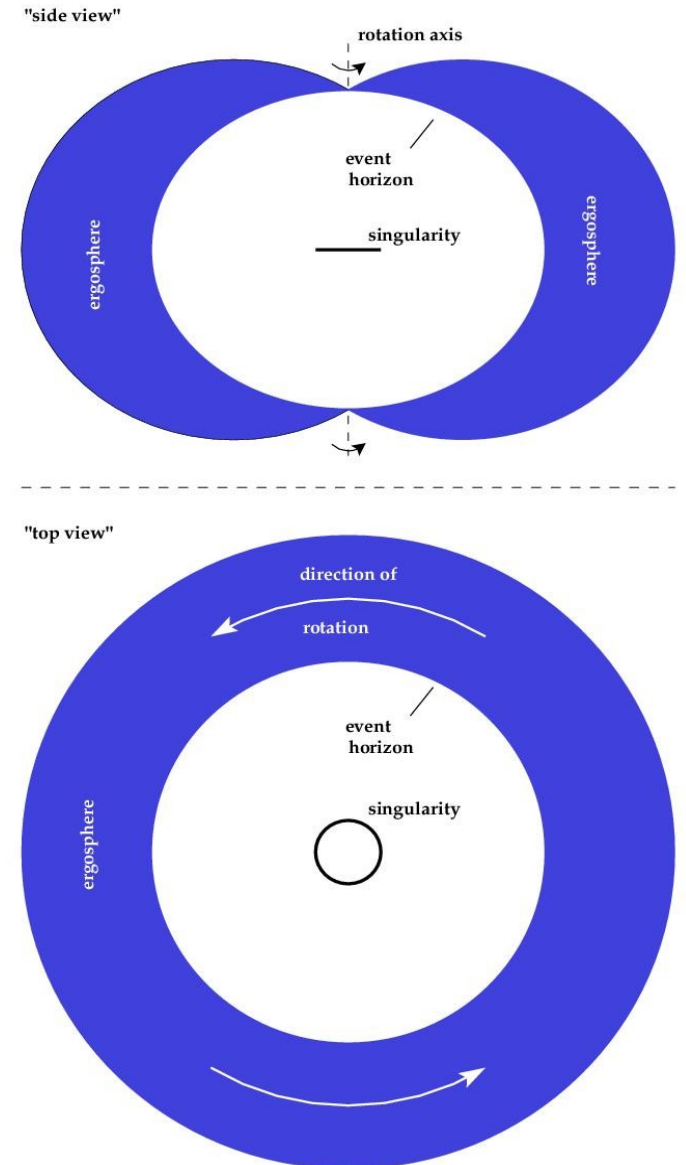 "side view"
rotation axis
event
horizon
singularity
ergosphere
ergosphere
"top view"
direction of
rotation
event
horizon
singularity
ergosphere